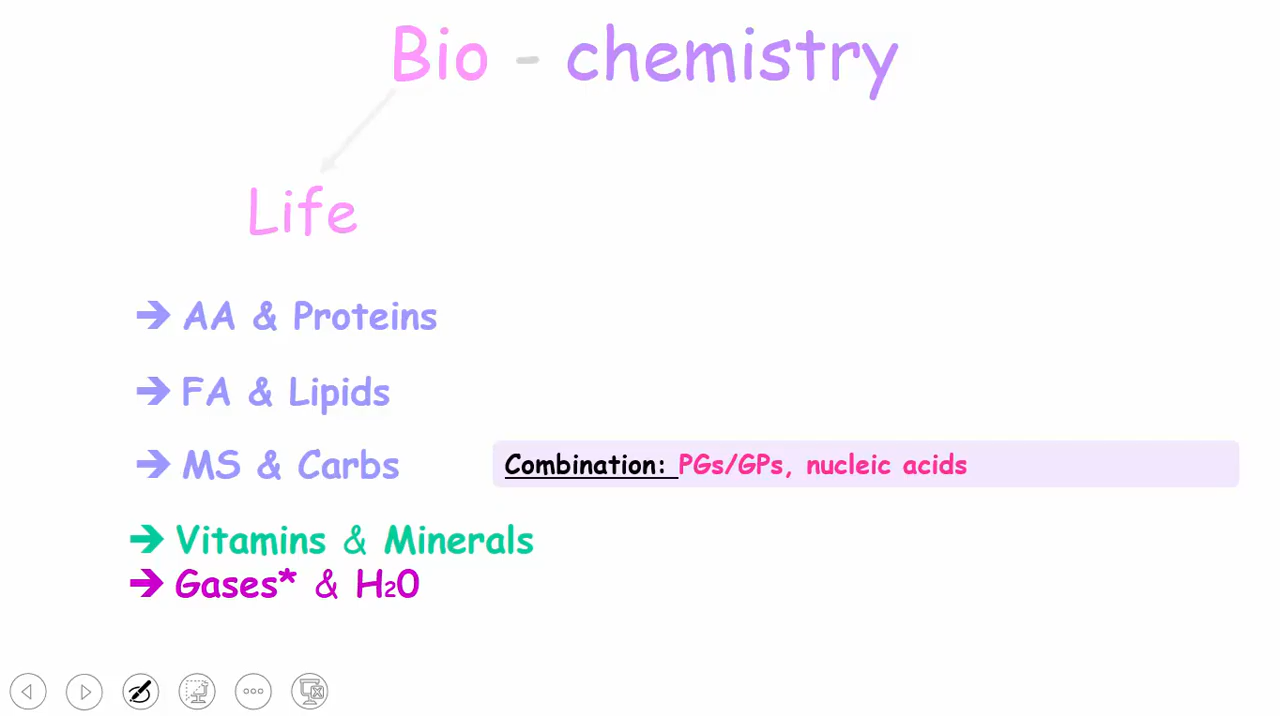 Bio - chemistry
Life
➔ AA & Proteins
➔ FA & Lipids
➔ MS & Carbs
Combination: PGs/GPs, nucleic acids
➔ Vitamins & Minerals
➔ Gases* & H₂O